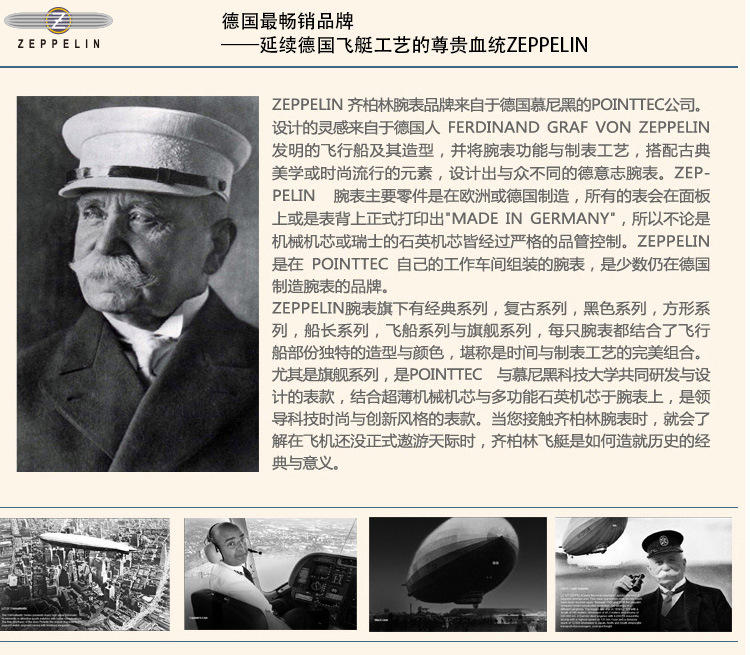 ZEPPELIN
德国最畅销品牌
——延续德国飞艇工艺的尊贵血统ZEPPELIN
ZEPPELIN 齐柏林腕表品牌来自于德国慕尼黑的POINTTEC公司。
设计的灵感来自于德国人 FERDINAND GRAF VON ZEPPELIN
发明的飞行船及其造型，并将腕表功能与制表工艺，搭配古典
美学或时尚流行的元素，设计出与众不同的德意志腕表。ZEP-
PELIN 腕表主要零件是在欧洲或德国制造，所有的表会在面板
上或是表背上正式打印出"MADE IN GERMANY"，所以不论是
机械机芯或瑞士的石英机芯皆经过严格的品管控制。ZEPPELIN
是在 POINTTEC 自己的工作车间组装的腕表，是少数仍在德国
制造腕表的品牌。
ZEPPELIN腕表旗下有经典系列，复古系列，黑色系列，方形系
列，船长系列，飞船系列与旗舰系列，每只腕表都结合了飞行
船部份独特的造型与颜色，堪称是时间与制表工艺的完美组合。
尤其是旗舰系列，是POINTTEC 与慕尼黑科技大学共同研发与设
计的表款，结合超薄机械机芯与多功能石英机芯于腕表上，是领
导科技时尚与创新风格的表款。当您接触齐柏林腕表时，就会了
解在飞机还没正式遨游天际时，齐柏林飞艇是如何造就历史的经
典与意义。